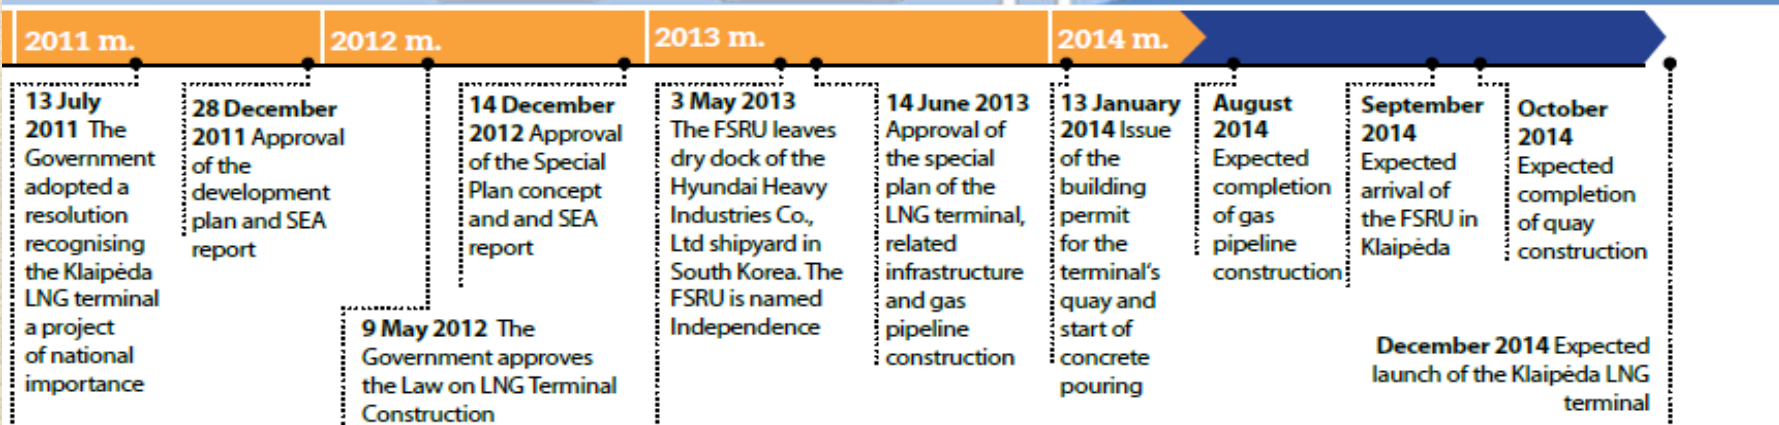 2011 m.
2012 m.
2013 m.
2014 m.
13 July
2011 The
Government
adopted a
resolution
recognising
the Klaipėda
LNG terminal
a project
of national
importance
28 December
2011 Approval
of the
development
plan and SEA
report
9 May 2012 The
Government approves
the Law on LNG Terminal
Construction
14 December
2012 Approval
of the Special
Plan concept
and and SEA
report
3 May 2013
The FSRU leaves
dry dock of the
Hyundai Heavy
Industries Co.,
Ltd shipyard in
South Korea. The
FSRU is named
Independence
14 June 2013
Approval of
the special
plan of the
LNG terminal,
related
infrastructure
and gas
pipeline
construction
13 January
2014 Issue
of the
building
permit
for the
terminal's
quay and
start of
concrete
pouring
August
2014
Expected
completion
of gas
pipeline
construction
September
2014
Expected
arrival of
the FSRU in
Klaipėda
October
2014
Expected
completion
of quay
construction
December 2014 Expected
launch of the Klaipėda LNG
terminal